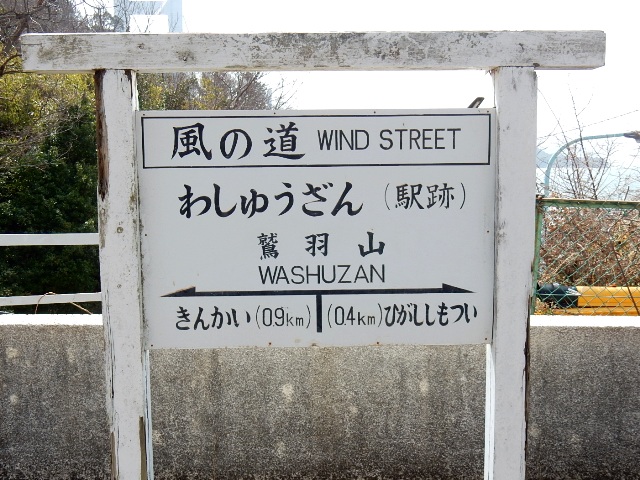 風の道 WIND STREET
わしゅうざん (駅跡)
鷲羽山
WASHUZAN
きんかい (0.9km) (0.4km) ひがししもつい